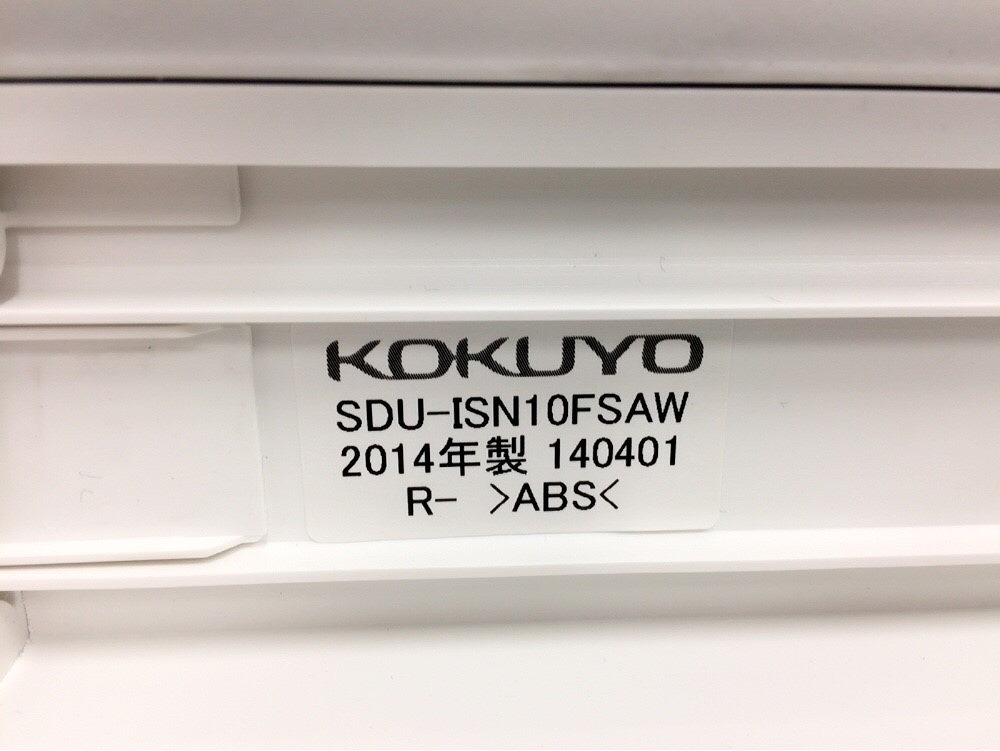 KOKUYO
SDU-ISN10FSAW
2014年製 140401
R- >ABS<